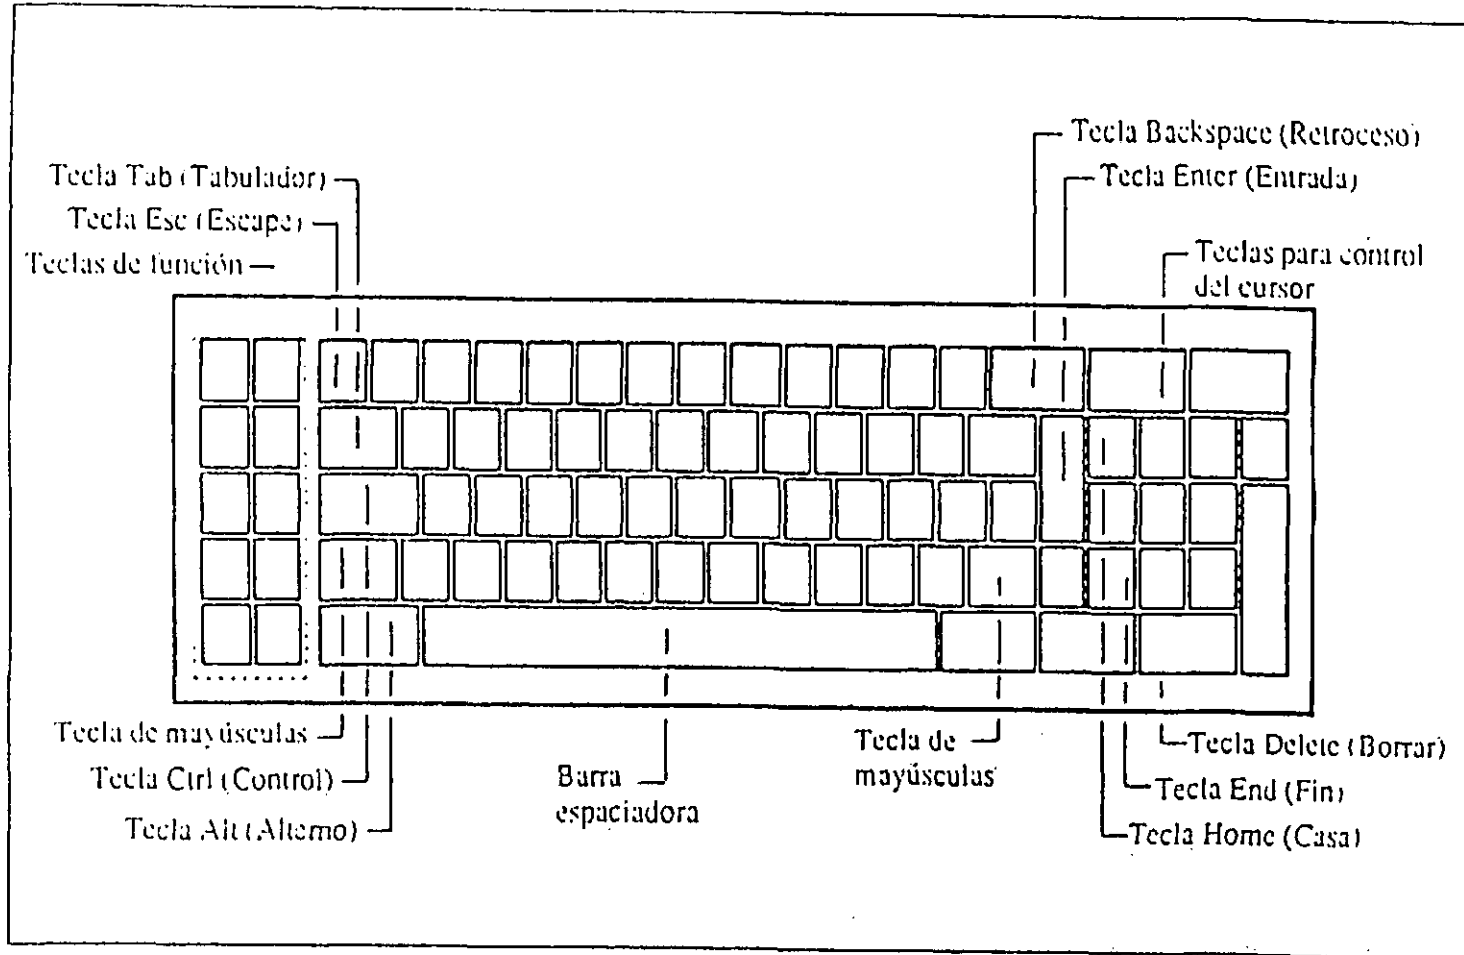 Tecla Backspace (Retroceso)
Tecla Tab (Tabulador)
Tecla Enter (Entrada)
Tecla Esc (Escape)
Teclas de función
Teclas para control
del cursor
Tecla de mayúsculas
Tecla Ctrl (Control)
Tecla Alt (Alterno)
Barra
espaciadora
Tecla de
mayúsculas
Tecla Delete (Borrar)
Tecla End (Fin)
Tecla Home (Casa)